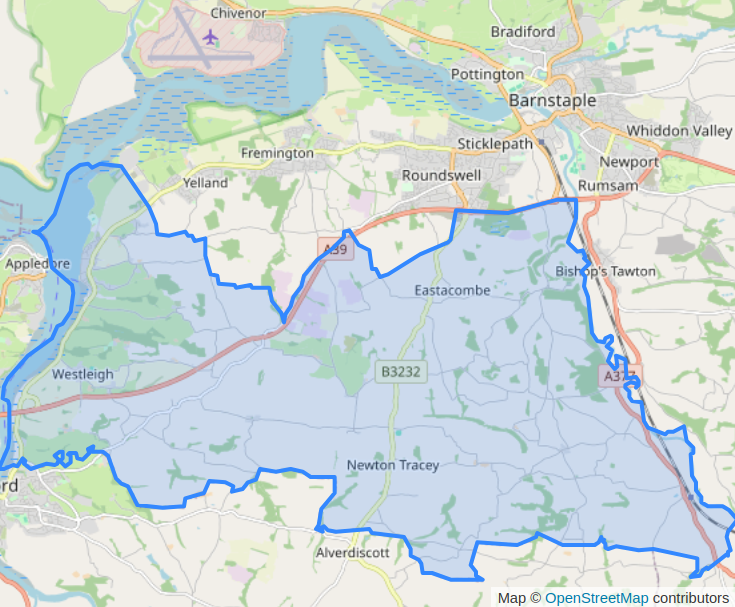 Chivenor
Bradiford
Pottington
Barnstaple
Whiddon Valley
Sticklepath
Fremington
Newport
Roundswell
Yelland
Rumsam
A39
Appledore
Bishop's Tawton
Eastacombe
Westleigh
B3232
A377
Newton Tracey
ord
Alverdiscott
Map © OpenStreetMap contributors